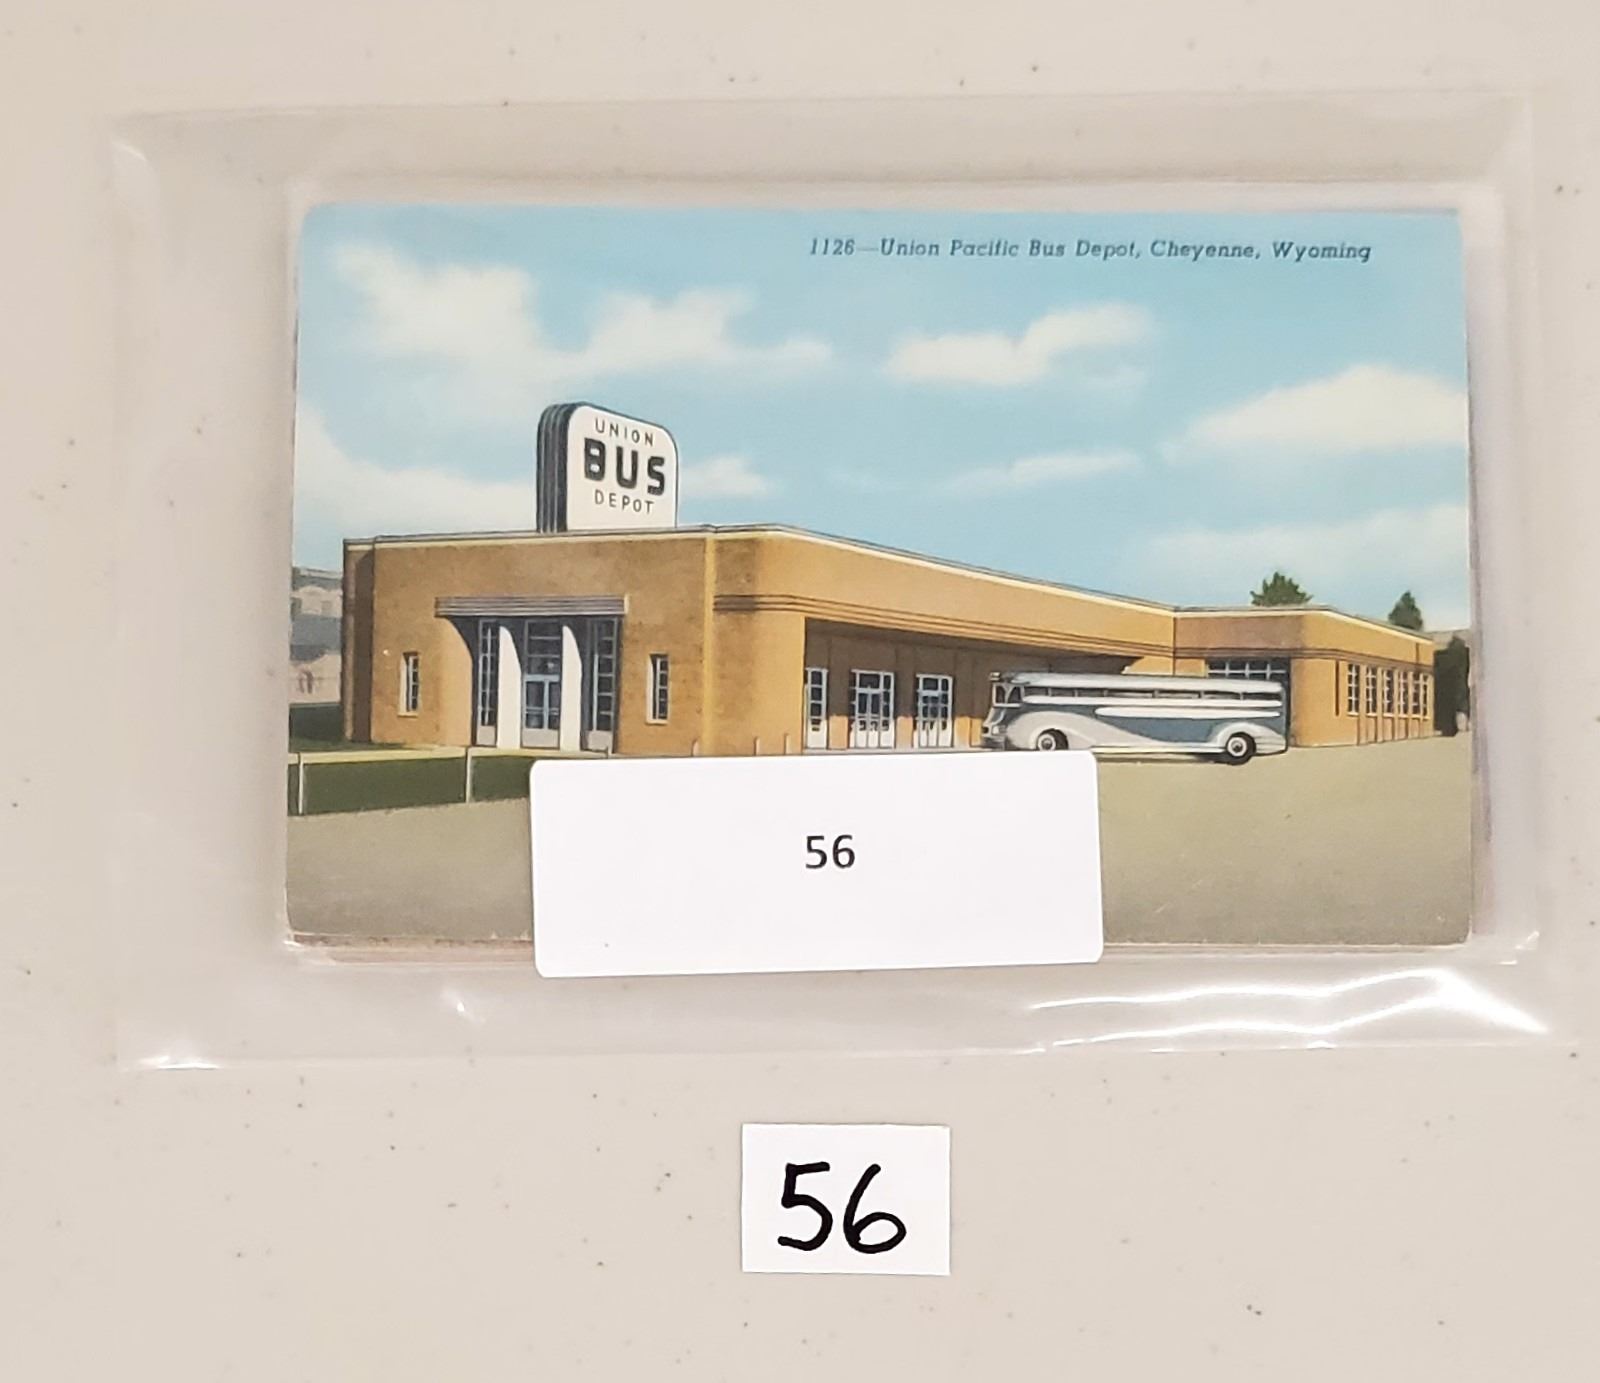 1126—Union Pacific Bus Depot, Cheyenne, Wyoming
UNION
BUS
DEPOT
56
56